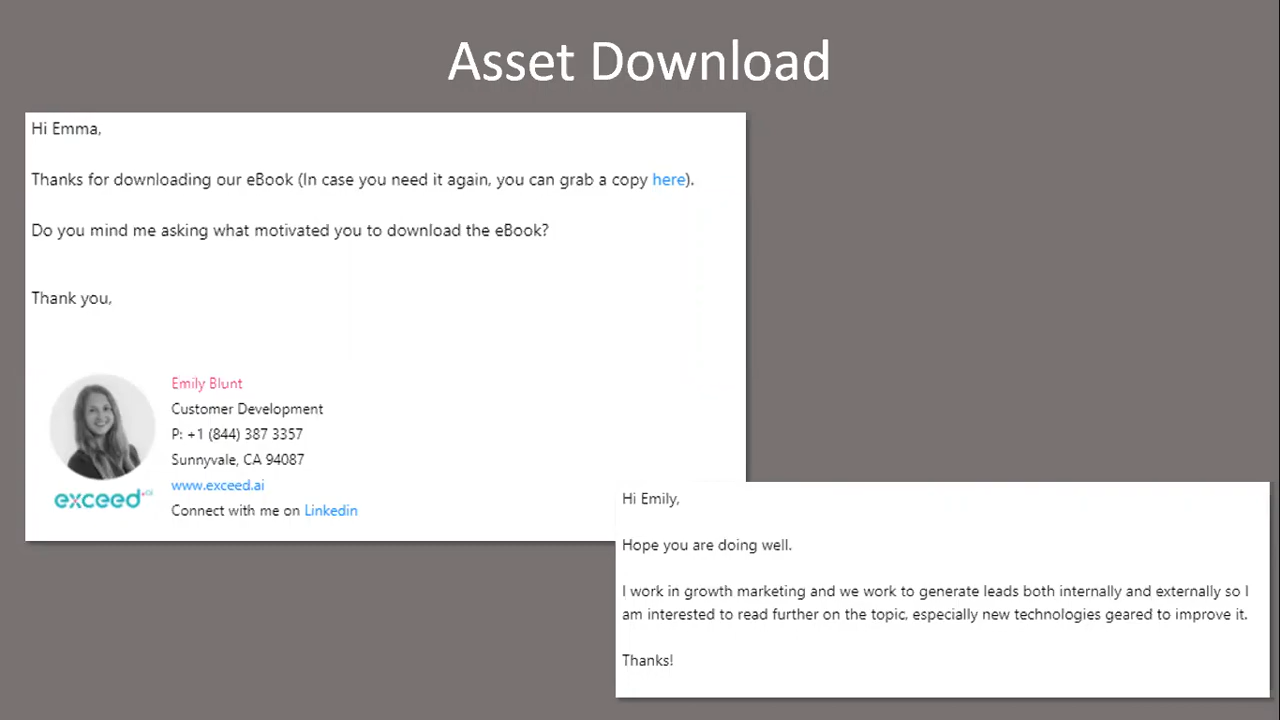 Asset Download
Hi Emma,
Thanks for downloading our eBook (In case you need it again, you can grab a copy here).
Do you mind me asking what motivated you to download the eBook?
Thank you,
Emily Blunt
Customer Development
P: +1 (844) 387 3357
Sunnyvale, CA 94087
www.exceed.ai
Connect with me on Linkedin
exceed.ai
Hi Emily,
Hope you are doing well.
I work in growth marketing and we work to generate leads both internally and externally so I
am interested to read further on the topic, especially new technologies geared to improve it.
Thanks!